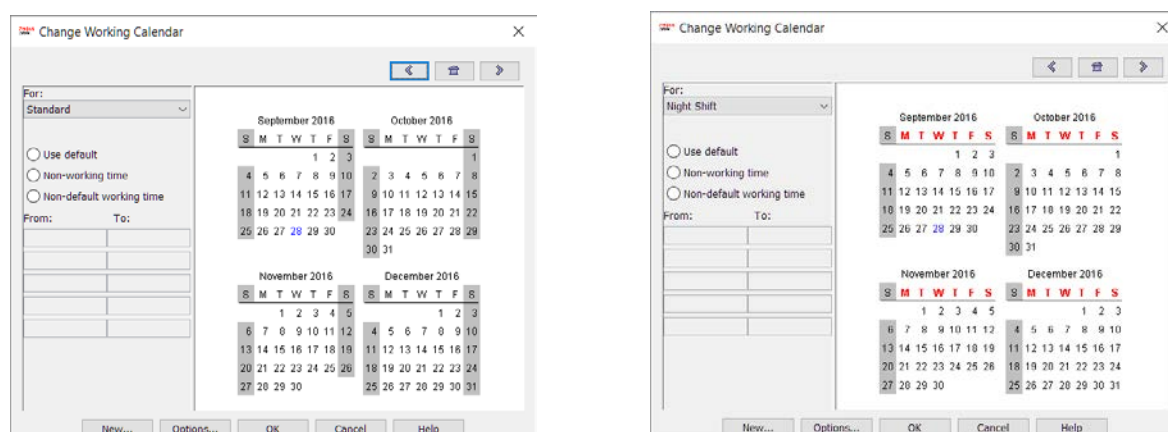 Change Working Calendar
For:
Standard
Use default
Non-working time
Non-default working time
From: To:
September 2016
S M T W T F S
1 2 3
4 5 6 7 8 9 10
11 12 13 14 15 16 17
18 19 20 21 22 23 24
25 26 27 28 29 30
October 2016
S M T W T F S
1
2 3 4 5 6 7 8
9 10 11 12 13 14 15
16 17 18 19 20 21 22
23 24 25 26 27 28 29
30 31
November 2016
S M T W T F S
1 2 3 4 5
6 7 8 9 10 11 12
13 14 15 16 17 18 19
20 21 22 23 24 25 26
27 28 29 30
December 2016
S M T W T F S
1 2 3
4 5 6 7 8 9 10
11 12 13 14 15 16 17
18 19 20 21 22 23 24
25 26 27 28 29 30 31
New... Options... OK Cancel Help
Change Working Calendar
For:
Night Shift
Use default
Non-working time
Non-default working time
From: To:
September 2016
S M T W T F S
1 2 3
4 5 6 7 8 9 10
11 12 13 14 15 16 17
18 19 20 21 22 23 24
25 26 27 28 29 30
October 2016
S M T W T F S
1
2 3 4 5 6 7 8
9 10 11 12 13 14 15
16 17 18 19 20 21 22
23 24 25 26 27 28 29
30 31
November 2016
S M T W T F S
1 2 3 4 5
6 7 8 9 10 11 12
13 14 15 16 17 18 19
20 21 22 23 24 25 26
27 28 29 30
December 2016
S M T W T F S
1 2 3
4 5 6 7 8 9 10
11 12 13 14 15 16 17
18 19 20 21 22 23 24
25 26 27 28 29 30 31
New... Options... OK Cancel Help